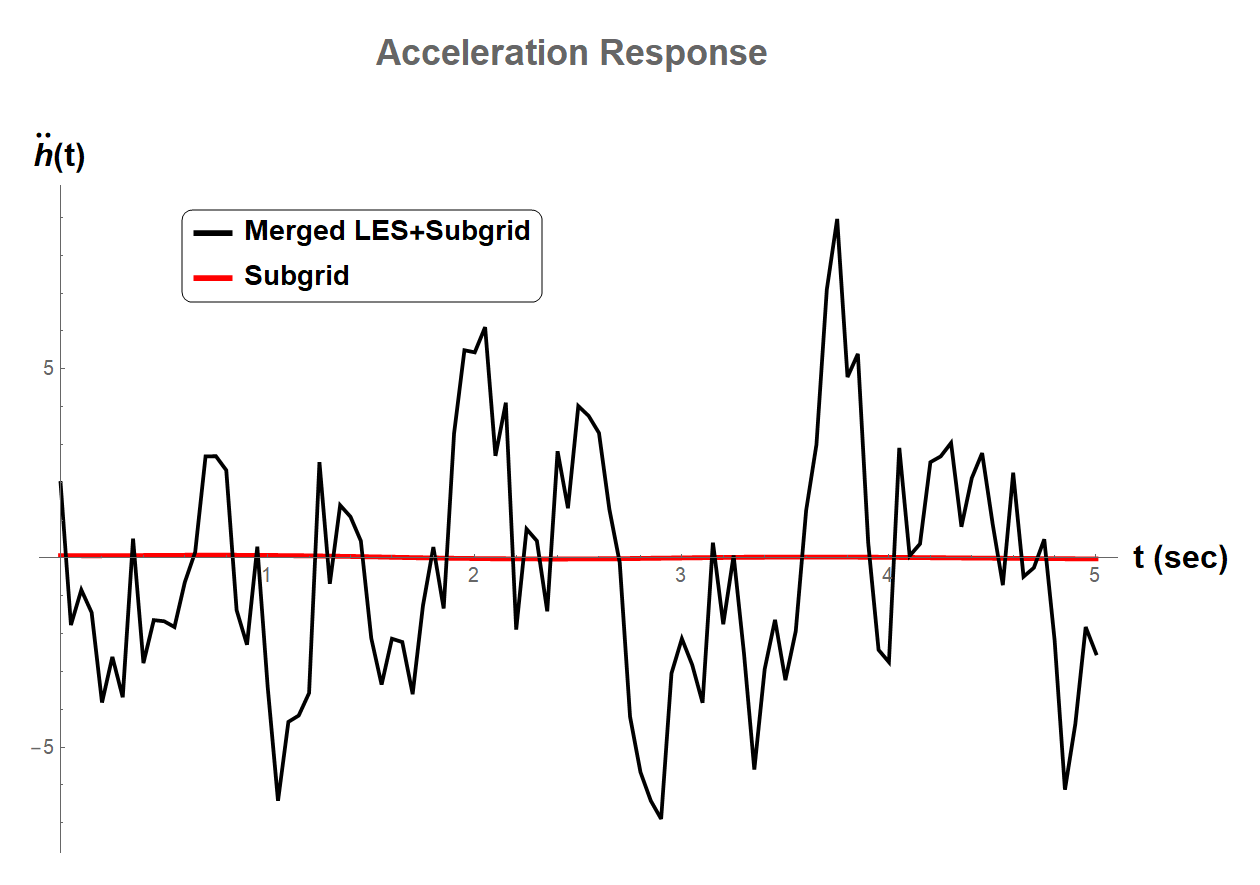 Acceleration Response
ḧ(t)
Merged LES+Subgrid
Subgrid
5
t (sec)
1
2
3
4
5
−5